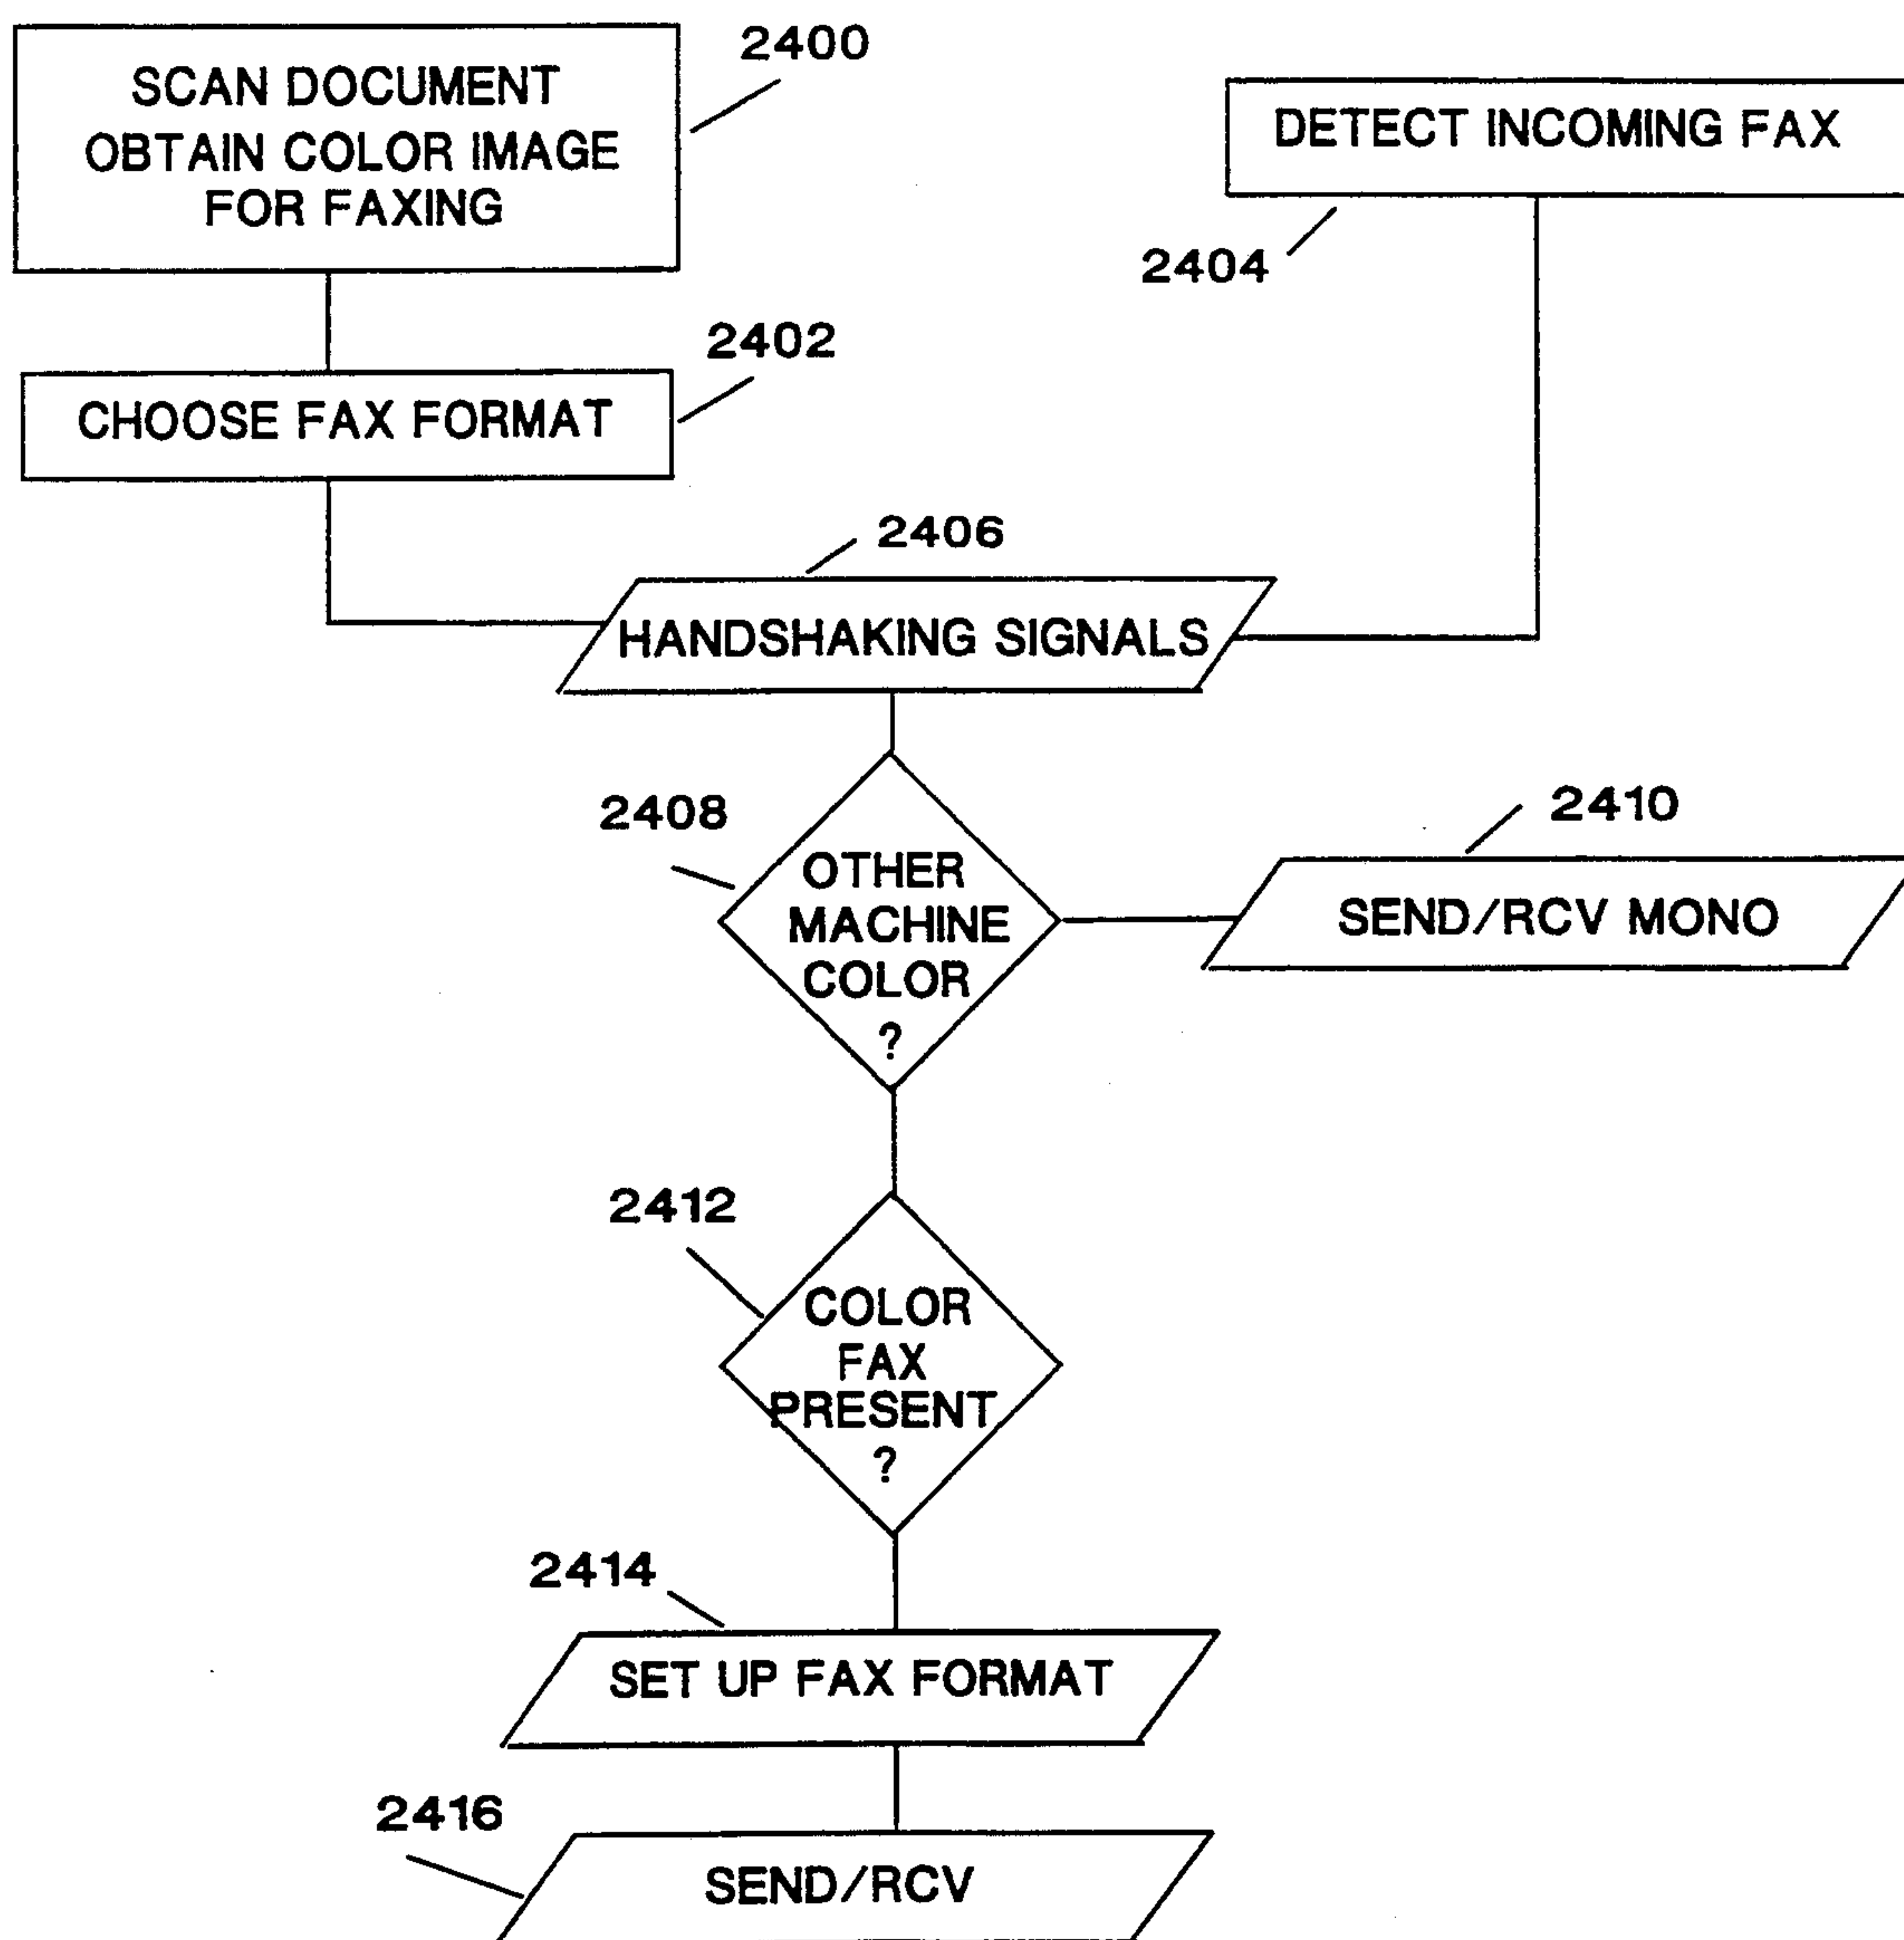 2400
SCAN DOCUMENT
OBTAIN COLOR IMAGE
FOR FAXING
DETECT INCOMING FAX
2404
2402
CHOOSE FAX FORMAT
2406
HANDSHAKING SIGNALS
2408
OTHER
MACHINE
COLOR
?
2410
SEND/RCV MONO
2412
COLOR
FAX
PRESENT
?
2414
SET UP FAX FORMAT
2416
SEND/RCV